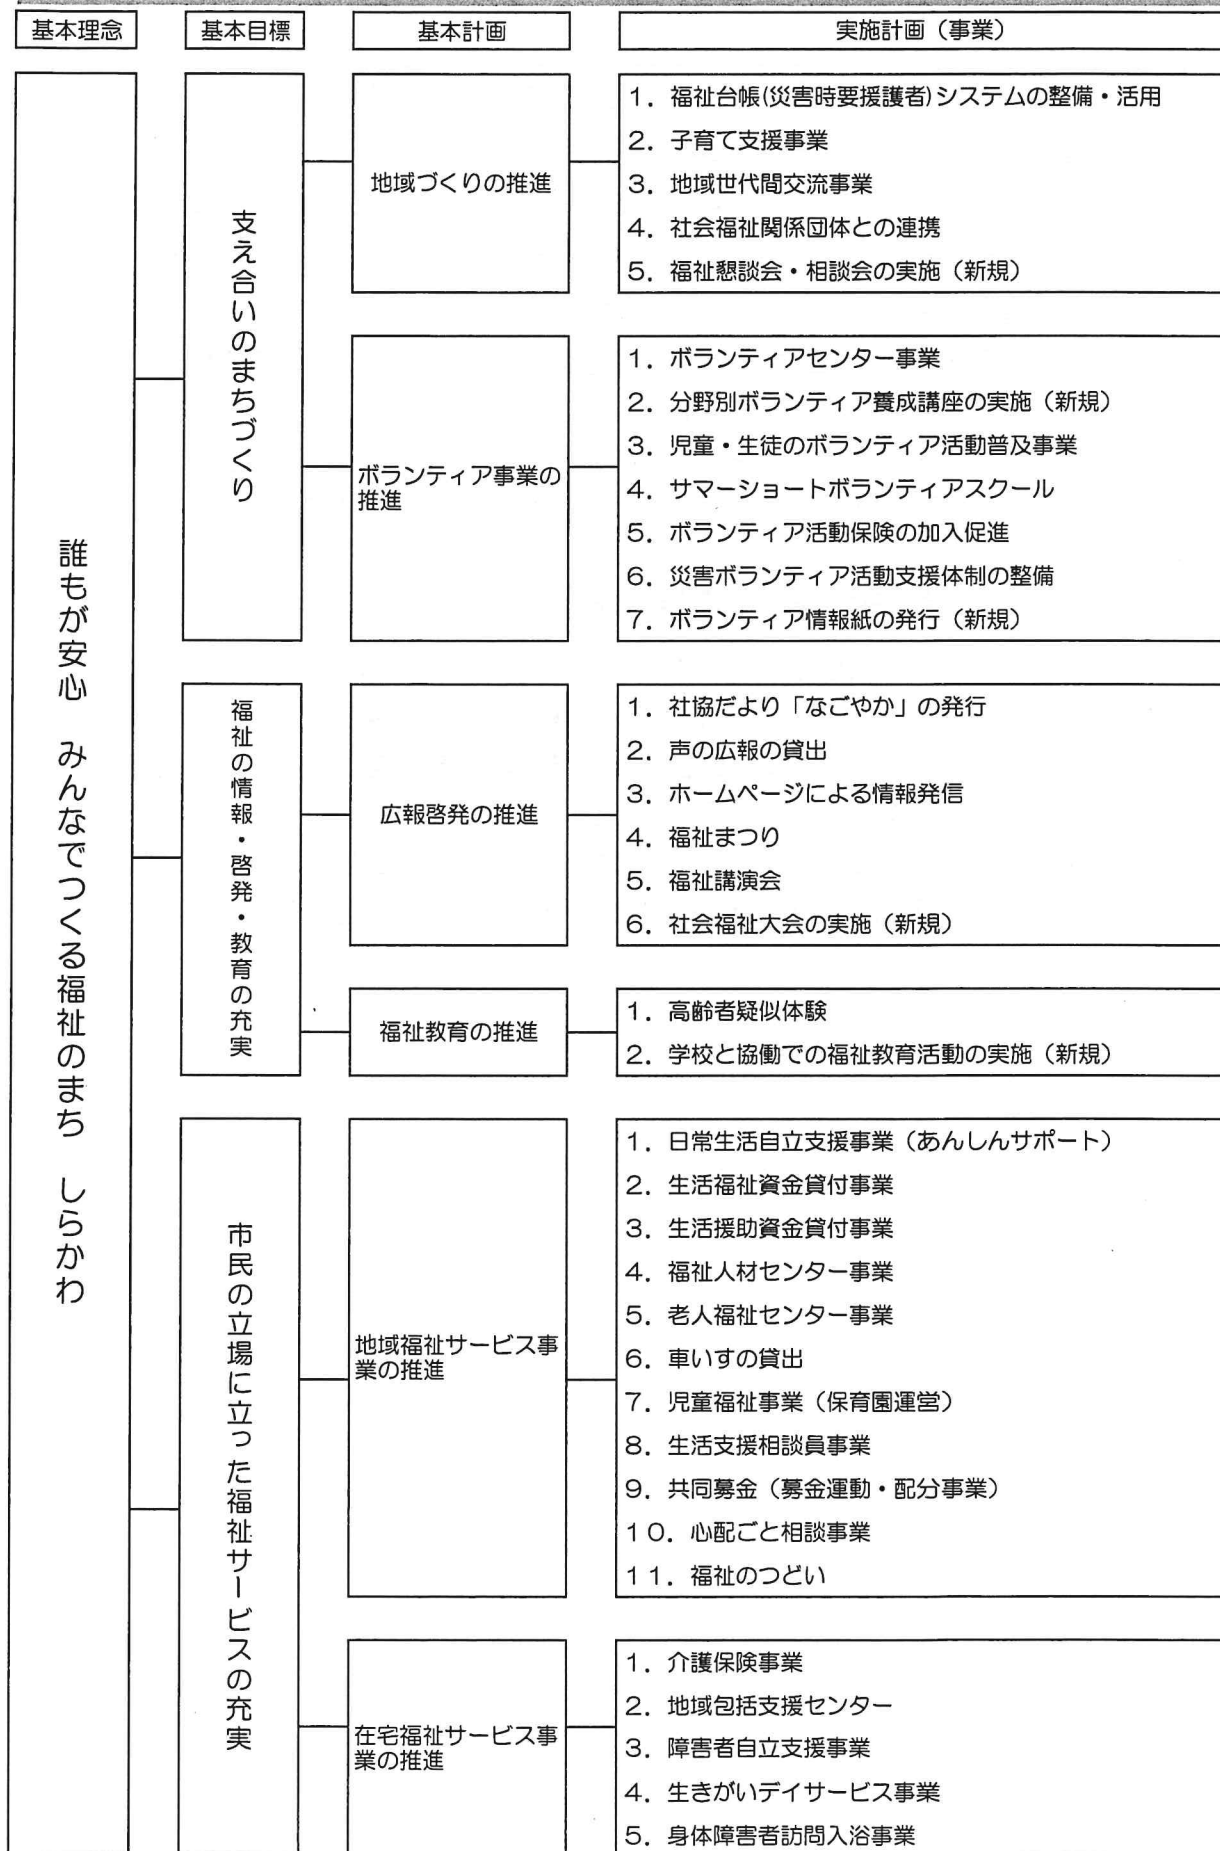 基本理念
基本目標
基本計画
実施計画（事業）
誰もが安心　みんなでつくる福祉のまち　しらかわ
支え合いのまちづくり
地域づくりの推進
１．福祉台帳(災害時要援護者)システムの整備・活用
２．子育て支援事業
３．地域世代間交流事業
４．社会福祉関係団体との連携
５．福祉懇談会・相談会の実施（新規）
ボランティア事業の
推進
１．ボランティアセンター事業
２．分野別ボランティア養成講座の実施（新規）
３．児童・生徒のボランティア活動普及事業
４．サマーショートボランティアスクール
５．ボランティア活動保険の加入促進
６．災害ボランティア活動支援体制の整備
７．ボランティア情報紙の発行（新規）
福祉の情報・啓発・教育の充実
広報啓発の推進
１．社協だより「なごやか」の発行
２．声の広報の貸出
３．ホームページによる情報発信
４．福祉まつり
５．福祉講演会
６．社会福祉大会の実施（新規）
福祉教育の推進
１．高齢者疑似体験
２．学校と協働での福祉教育活動の実施（新規）
市民の立場に立った福祉サービスの充実
地域福祉サービス事
業の推進
１．日常生活自立支援事業（あんしんサポート）
２．生活福祉資金貸付事業
３．生活援助資金貸付事業
４．福祉人材センター事業
５．老人福祉センター事業
６．車いすの貸出
７．児童福祉事業（保育園運営）
８．生活支援相談員事業
９．共同募金（募金運動・配分事業）
１０．心配ごと相談事業
１１．福祉のつどい
在宅福祉サービス事
業の推進
１．介護保険事業
２．地域包括支援センター
３．障害者自立支援事業
４．生きがいデイサービス事業
５．身体障害者訪問入浴事業